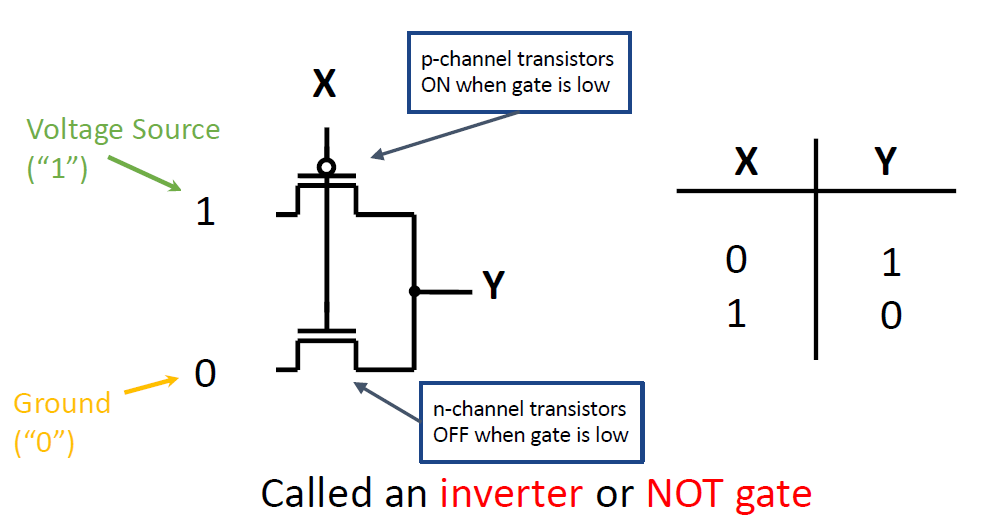 p-channel transistors
ON when gate is low
X
Voltage Source
(“1”)
1
Y
0
Ground
(“0”)
n-channel transistors
OFF when gate is low
X Y
0 1
1 0
Called an inverter or NOT gate